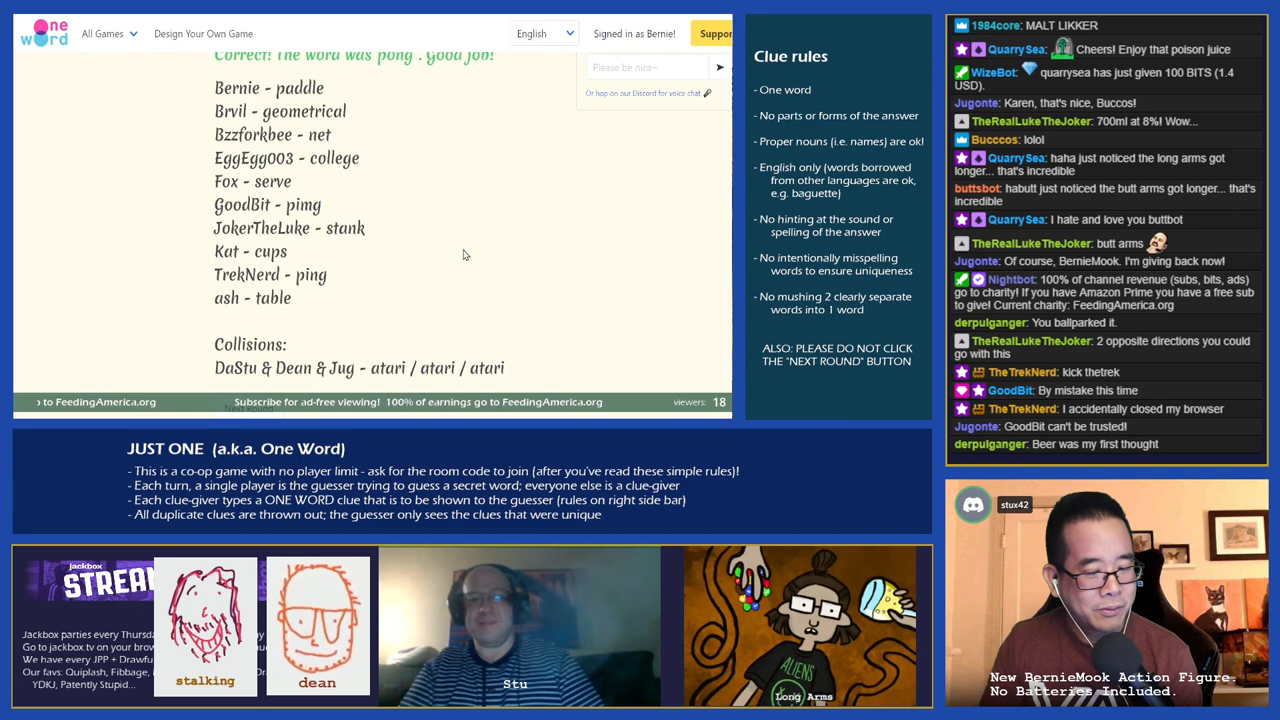 One word
All Games
Design Your Own
English
Signed in as Bernie!
Suppor
Correct! The word was pong . Good job!
Please be nice~
Or hop on our Discord for voice chat
Bernie - paddle
Brvil - geometrical
Bzzforkbee - net
EggEgg003 - college
Fox - serve
GoodBit - pimg
JokerTheLuke - stank
Kat - cups
TrekNerd - ping
ash - table
Collisions:
DaStu & Dean & Jug - atari / atari / atari
Next Round
o to FeedingAmerica.org
Subscribe for ad-free viewing! 100% of earnings go to FeedingAmerica.org
viewers: 18
Clue rules
- One word
- No parts or forms of the answer
- Proper nouns (i.e. names) are ok!
- English only (words borrowed
from other languages are ok,
e.g. baguette)
- No hinting at the sound or
spelling of the answer
- No intentionally misspelling
words to ensure uniqueness
- No mushing 2 clearly separate
words into 1 word
ALSO: PLEASE DO NOT CLICK
THE "NEXT ROUND" BUTTON
1984core: MALT LIKKER
QuarrySea: Cheers! Enjoy that poison juice
WizeBot: quarrysea has just given 100 BITS (1.4
USD).
Jugonte: Karen, that's nice, Buccos!
TheRealLukeTheJoker: 700ml at 8%! Wow...
Bucccos: lolol
QuarrySea: haha just noticed the long arms got
longer... that's incredible
buttsbot: habutt just noticed the butt arms got longer... that's
incredible
QuarrySea: I hate and love you buttbot
TheRealLukeTheJoker: butt arms
Jugonte: Of course, BernieMook. I'm giving back now!
Nightbot: 100% of channel revenue (subs, bits, ads)
go to charity! If you have Amazon Prime you have a free sub
to give! Current charity: FeedingAmerica.org
derpulganger: You ballparked it.
TheRealLukeTheJoker: 2 opposite directions you could
go with this
TheTrekNerd: kick thetrek
GoodBit: By mistake this time
TheTrekNerd: I accidentally closed my browser
Jugonte: GoodBit can't be trusted!
derpulganger: Beer was my first thought
JUST ONE (a.k.a. One Word)
- This is a co-op game with no player limit - ask for the room code to join (after you've read these simple rules)!
- Each turn, a single player is the guesser trying to guess a secret word; everyone else is a clue-giver
- Each clue-giver types a ONE WORD clue that is to be shown to the guesser (rules on right side bar)
- All duplicate clues are thrown out; the guesser only sees the clues that were unique
jackbox
STREA
Jackbox parties every Thursda
Go to jackbox.tv on your brow
We have every JPP + Drawfu
Our favs: Quiplash, Fibbage,
YDKJ, Patently Stupid...
stalking
dean
Stu
ALIENS
Long Arms
stux42
New BernieMook Action Figure.
No Batteries Included.